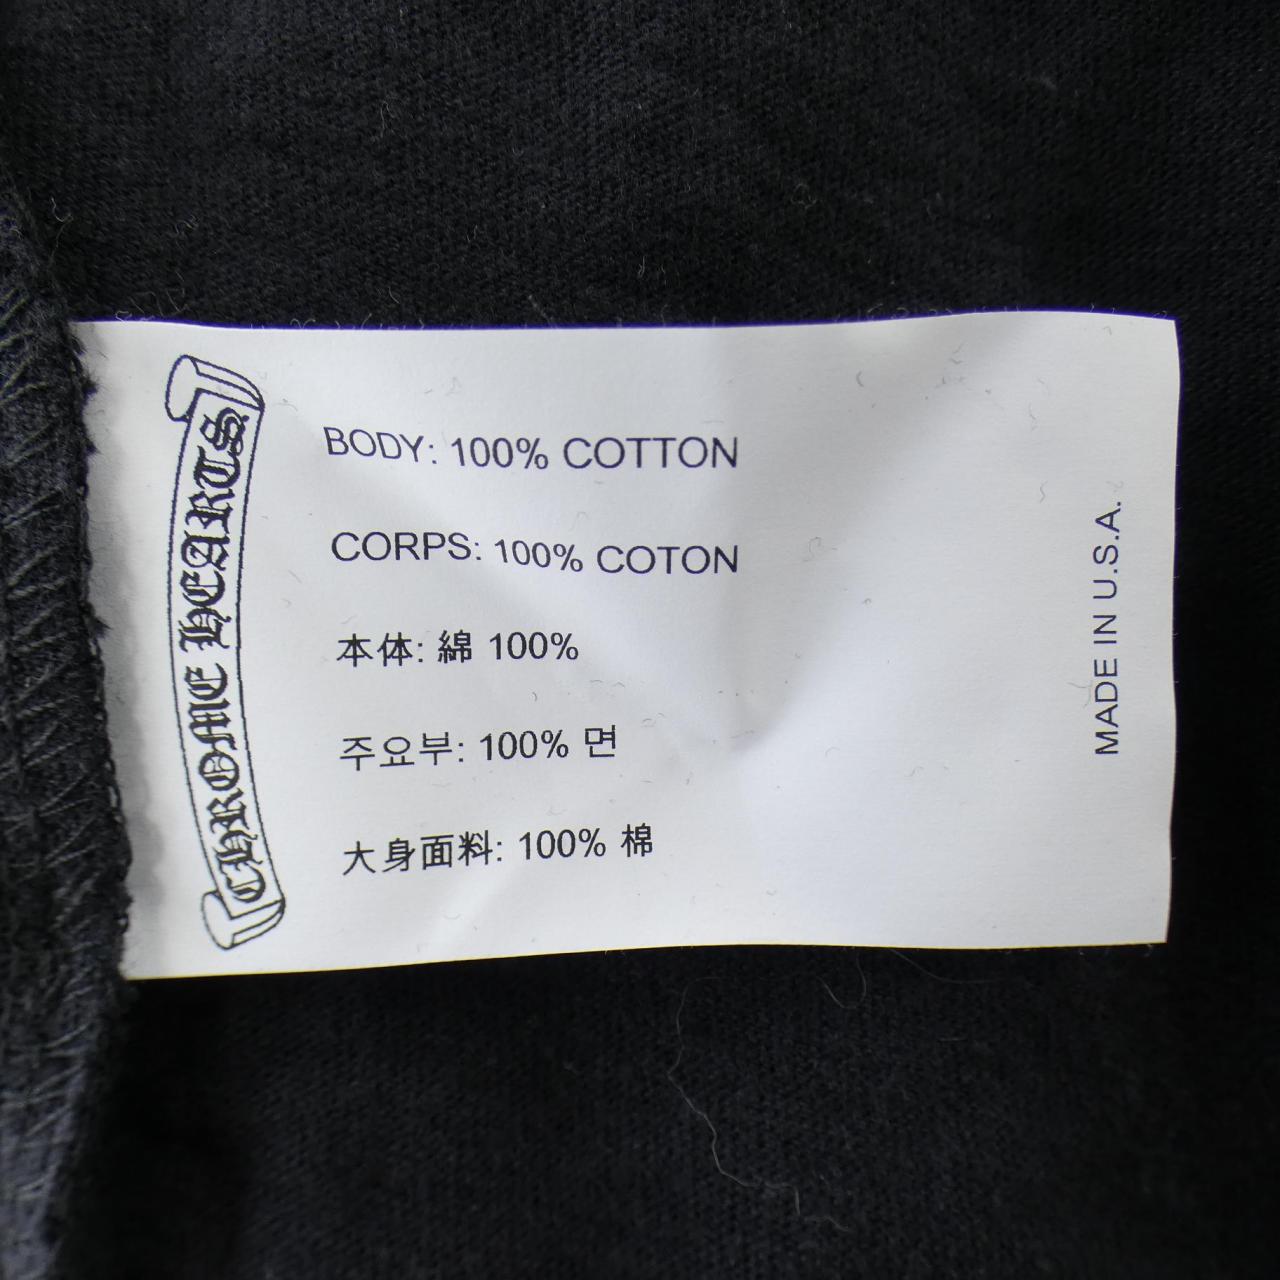 CHROME HEARTS
BODY: 100% COTTON
CORPS: 100% COTON
本体: 綿 100%
주요부: 100% 면
大身面料: 100% 棉
MADE IN U.S.A.